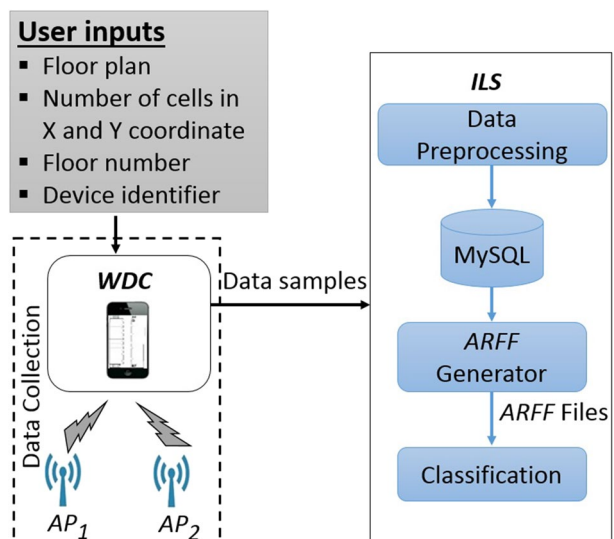 User inputs
▪ Floor plan
▪ Number of cells in
X and Y coordinate
▪ Floor number
▪ Device identifier
Data Collection
WDC
AP1
AP2
Data samples
ILS
Data
Preprocessing
MySQL
ARFF
Generator
ARFF Files
Classification